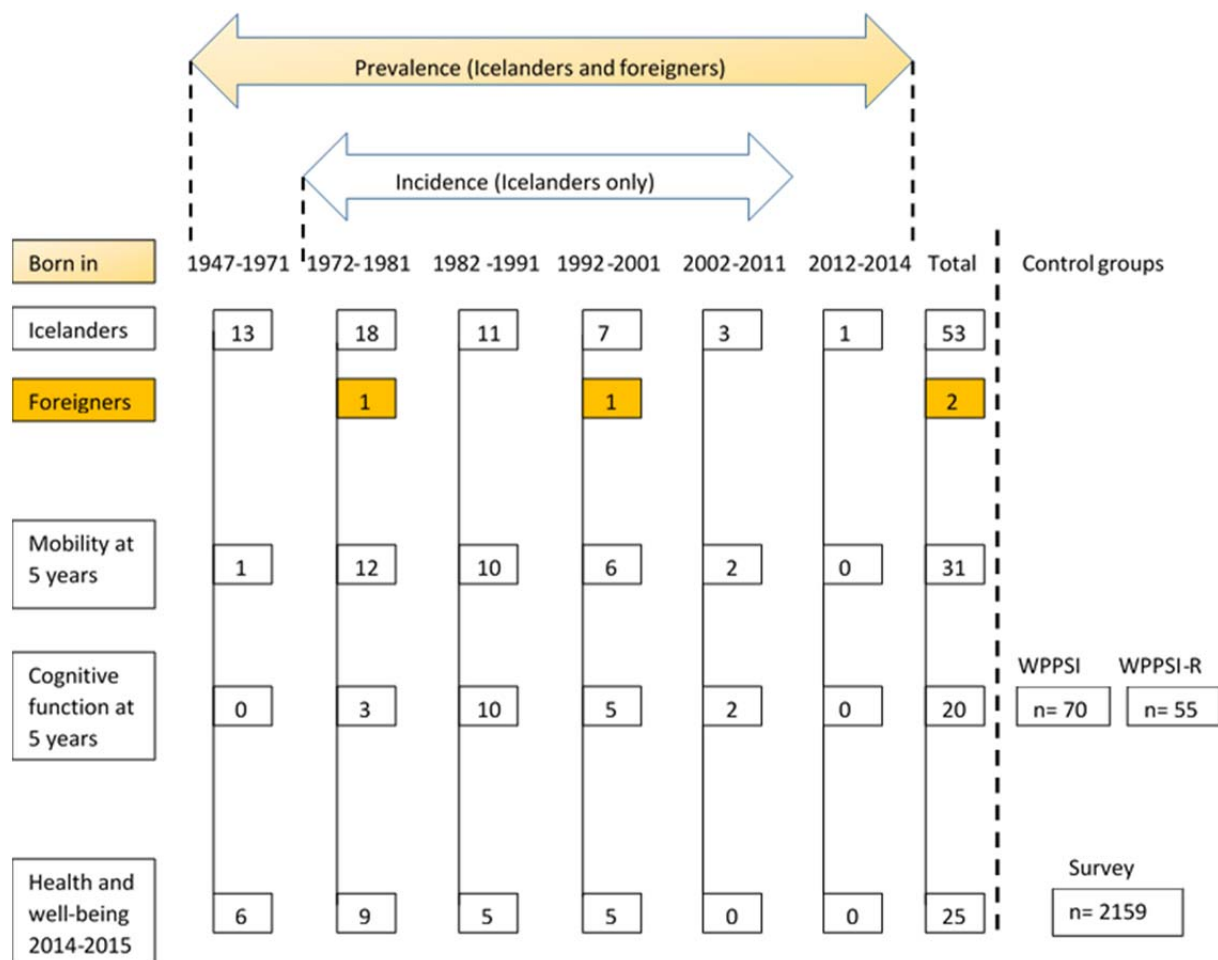 Prevalence (Icelanders and foreigners)
Incidence (Icelanders only)
Born in 1947-1971 1972-1981 1982 -1991 1992-2001 2002-2011 2012-2014 Total Control groups
Icelanders 13 18 11 7 3 1 53
Foreigners 1 1 2
Mobility at
5 years
1 12 10 6 2 0 31
Cognitive
function at
5 years
0 3 10 5 2 0 20
WPPSI WPPSI-R
n= 70 n= 55
Health and
well-being
2014-2015
6 9 5 5 0 0 25
Survey
n= 2159